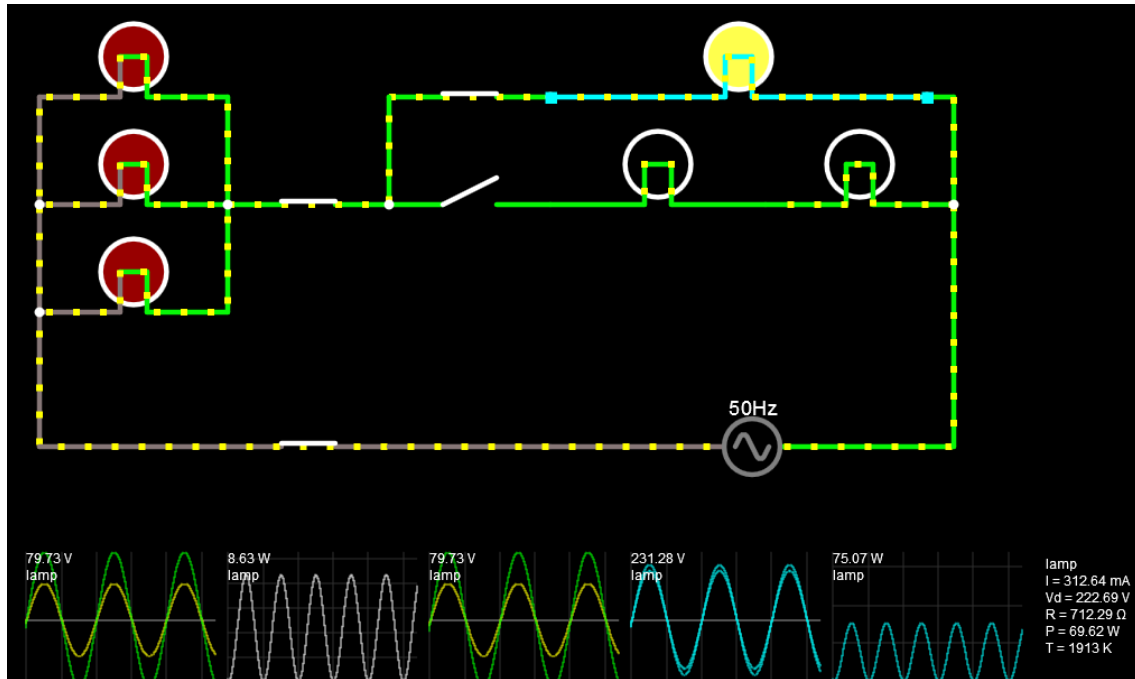 50Hz
79.73 V
lamp
8.63 W
lamp
79.73 V
lamp
231.28 V
lamp
75.07 W
lamp
lamp
I = 312.64 mA
Vd = 222.69 V
R = 712.29 Ω
P = 69.62 W
T = 1913 K